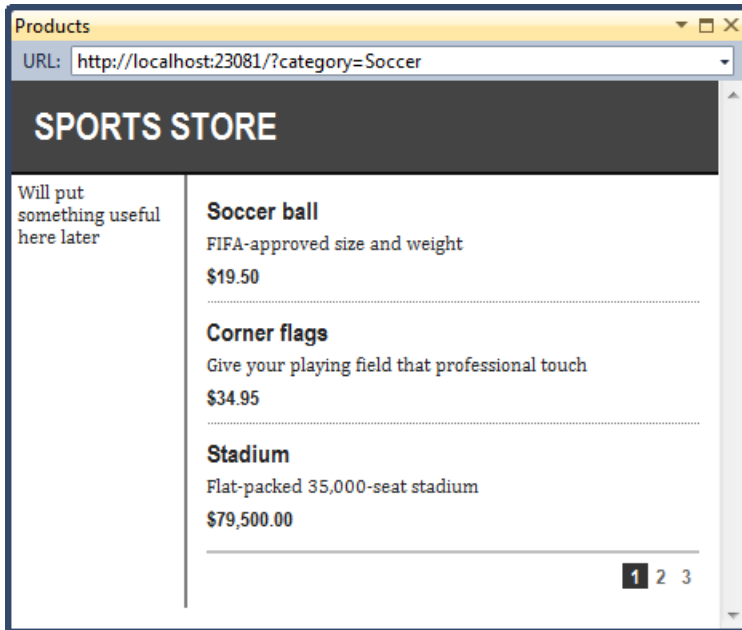 Products
URL: http://localhost:23081/?category=Soccer
SPORTS STORE
Will put
something useful
here later
Soccer ball
FIFA-approved size and weight
$19.50
Corner flags
Give your playing field that professional touch
$34.95
Stadium
Flat-packed 35,000-seat stadium
$79,500.00
1 2 3